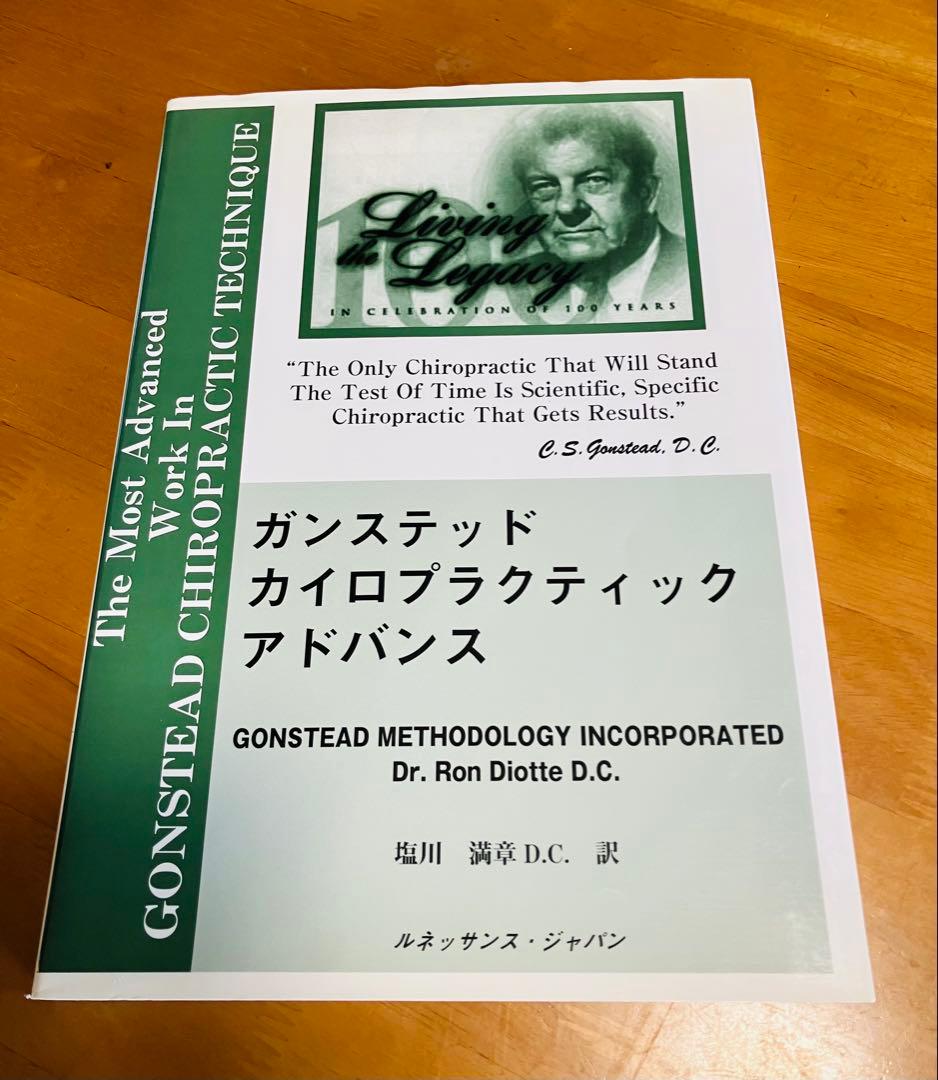 The Most Advanced
Work In
GONSTEAD CHIROPRACTIC TECHNIQUE
100
Living
the Legacy
IN CELEBRATION OF 100 YEARS
“The Only Chiropractic That Will Stand
The Test Of Time Is Scientific, Specific
Chiropractic That Gets Results.”
C.S.Gonstead, D.C.
ガンステッド
カイロプラクティック
アドバンス
GONSTEAD METHODOLOGY INCORPORATED
Dr. Ron Diotte D.C.
塩川　満章 D.C.　訳
ルネッサンス・ジャパン